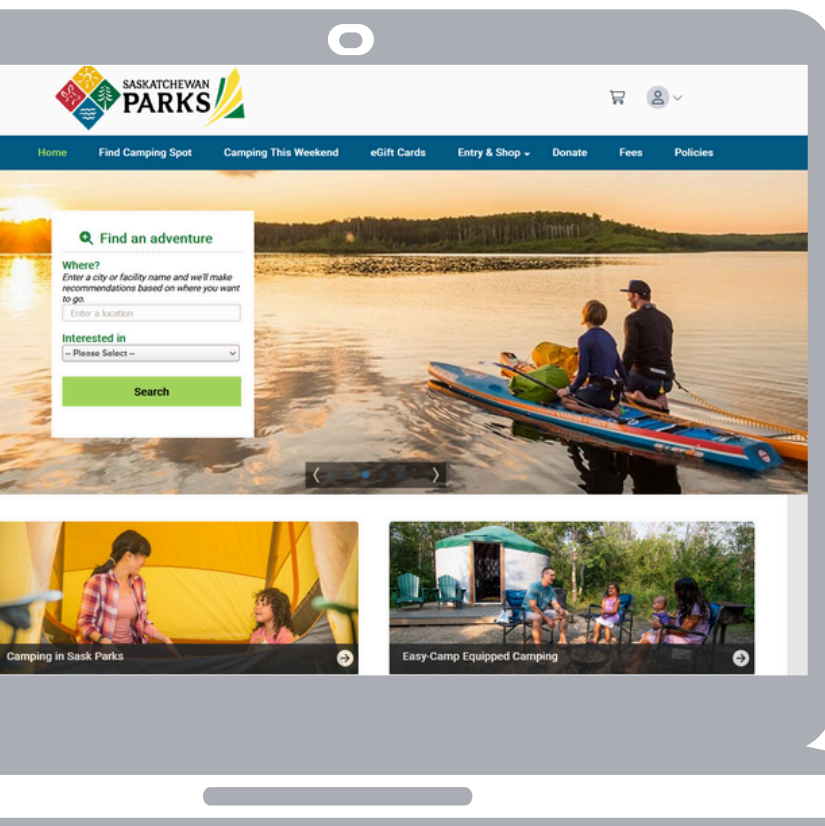 SASKATCHEWAN
PARKS
Home Find Camping Spot Camping This Weekend eGift Cards Entry & Shop Donate Fees Policies
Find an adventure
Where?
Enter a city or facility name and we'll make
recommendations based on where you want
to go.
Enter a location
Interested in
-- Please Select --
Search
Camping in Sask Parks
Easy-Camp Equipped Camping